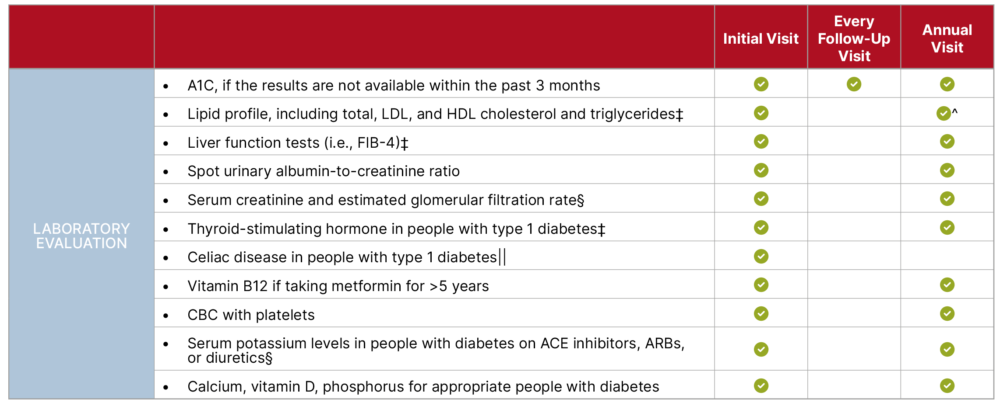 Initial Visit
Every
Follow-Up
Visit
Annual
Visit
LABORATORY
EVALUATION
• A1C, if the results are not available within the past 3 months
• Lipid profile, including total, LDL, and HDL cholesterol and triglycerides‡
^
• Liver function tests (i.e., FIB-4)‡
• Spot urinary albumin-to-creatinine ratio
• Serum creatinine and estimated glomerular filtration rate§
• Thyroid-stimulating hormone in people with type 1 diabetes‡
• Celiac disease in people with type 1 diabetes||
• Vitamin B12 if taking metformin for >5 years
• CBC with platelets
• Serum potassium levels in people with diabetes on ACE inhibitors, ARBs,
or diuretics§
• Calcium, vitamin D, phosphorus for appropriate people with diabetes